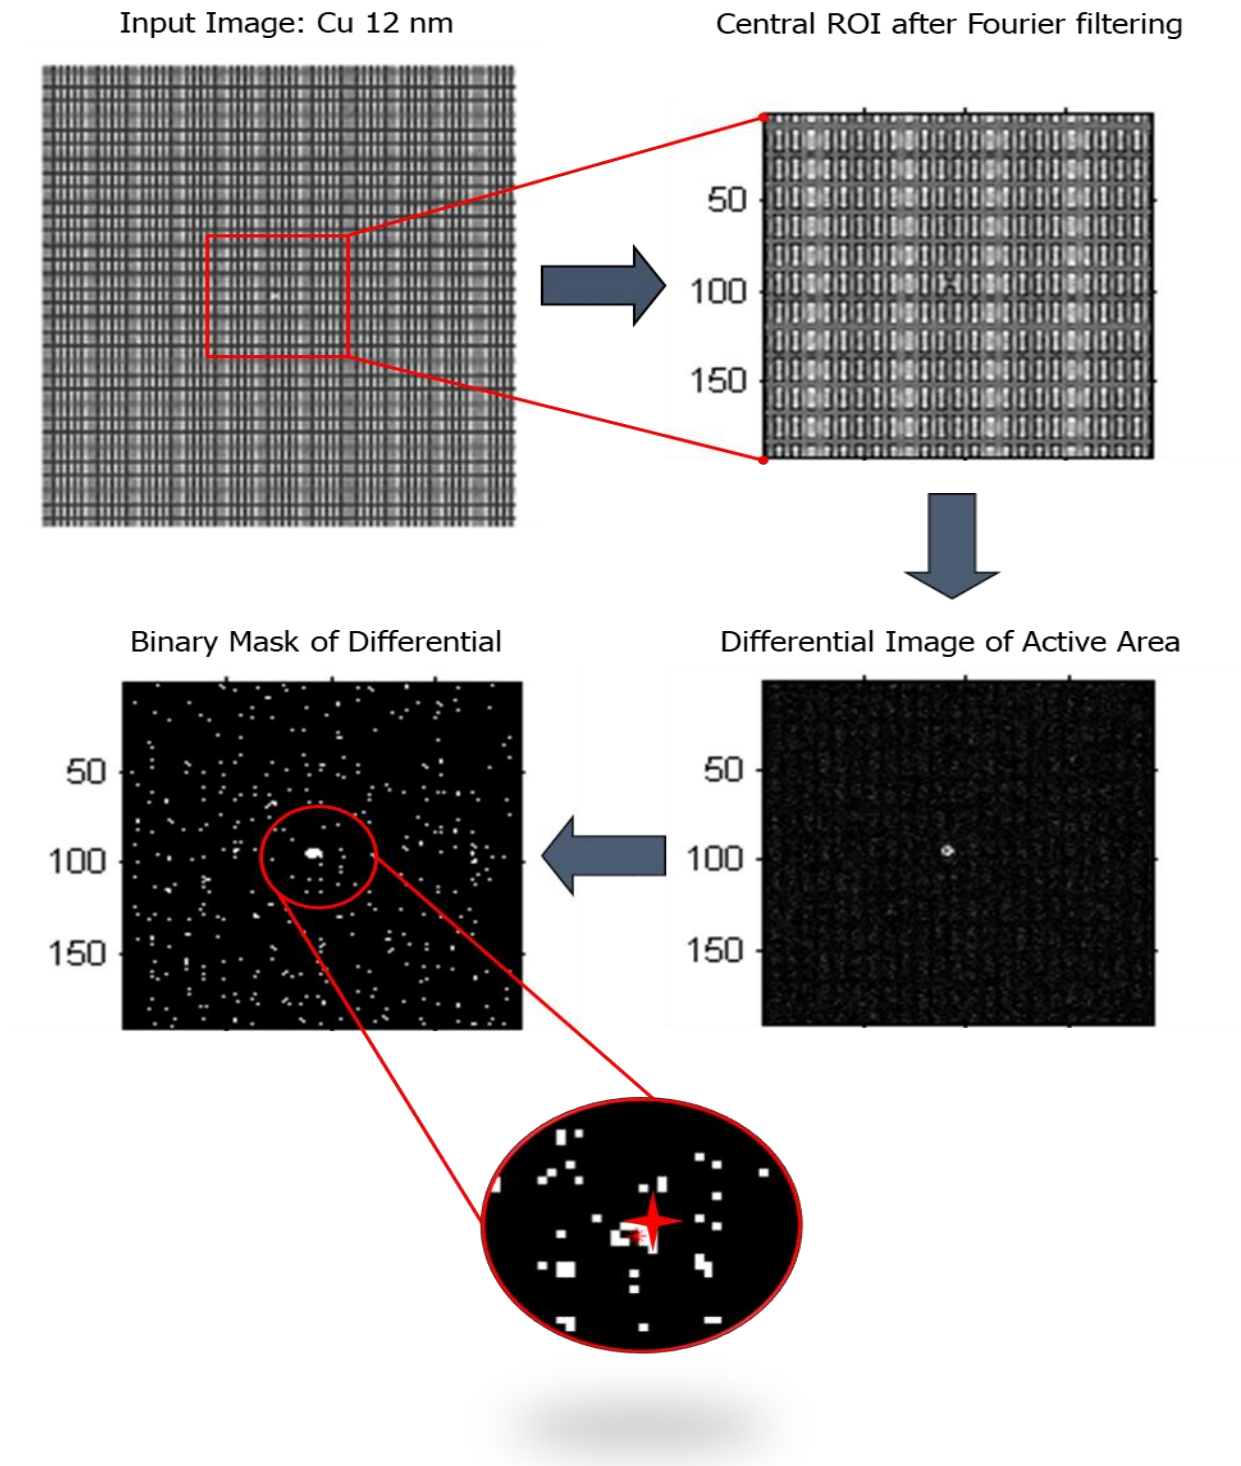 Input Image: Cu 12 nm
Central ROI after Fourier filtering
50
100
150
Binary Mask of Differential
Differential Image of Active Area
50
100
150
50
100
150